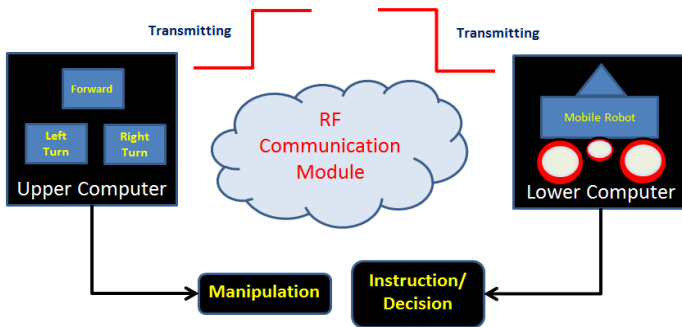 Transmitting
Transmitting
Forward
Left
Turn
Right
Turn
Upper Computer
RF
Communication
Module
Mobile Robot
Lower Computer
Manipulation
Instruction/
Decision